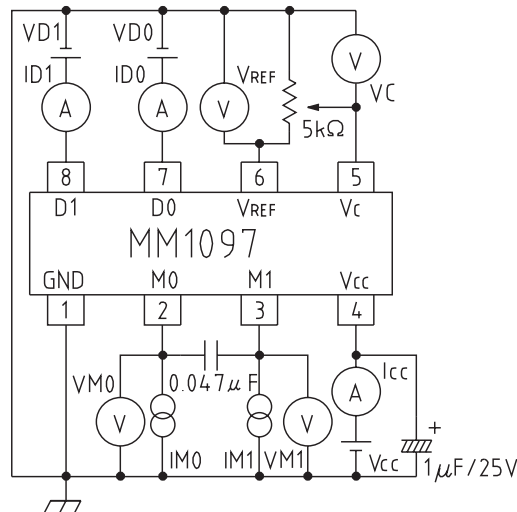 VD1 VD0
ID1 ID0 VREF V
A A V VC
5kΩ
8 7 6 5
D1 D0 VREF VC
MM1097
GND M0 M1 VCC
1 2 3 4
ICC
VM0 0.047μF A
V V +
IM0 IM1 VM1 VCC 1μF/25V